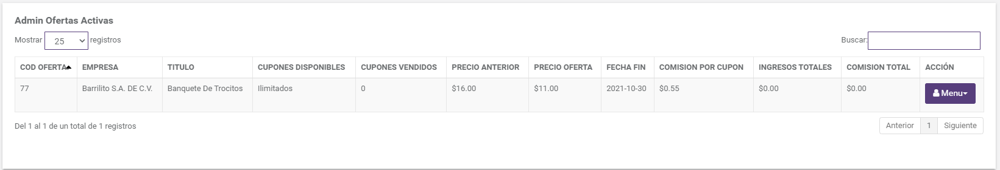 Admin Ofertas Activas
Mostrar 25 registros Buscar:
COD OFERTA EMPRESA TITULO CUPONES DISPONIBLES CUPONES VENDIDOS PRECIO ANTERIOR PRECIO OFERTA FECHA FIN COMISION POR CUPON INGRESOS TOTALES COMISION TOTAL ACCIÓN
77 Barrilito S.A. DE C.V. Banquete De Trocitos Ilimitados 0 $16.00 $11.00 2021-10-30 $0.55 $0.00 $0.00 Menu
Del 1 al 1 de un total de 1 registros Anterior 1 Siguiente